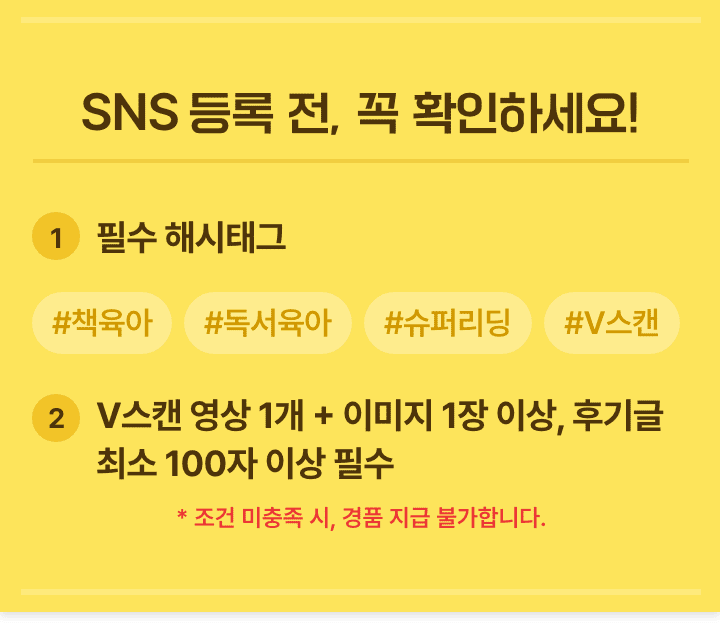 SNS 등록 전, 꼭 확인하세요!
1 필수 해시태그
#책육아 #독서육아 #슈퍼리딩 #V스캔
2 V스캔 영상 1개 + 이미지 1장 이상, 후기글
최소 100자 이상 필수
* 조건 미충족 시, 경품 지급 불가합니다.